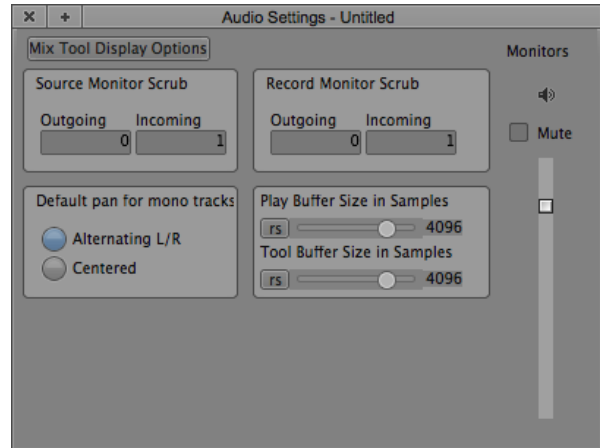 Audio Settings - Untitled
Mix Tool Display Options
Monitors
Source Monitor Scrub
Outgoing Incoming
0 1
Record Monitor Scrub
Outgoing Incoming
0 1
Mute
Default pan for mono tracks
Alternating L/R
Centered
Play Buffer Size in Samples
rs 4096
Tool Buffer Size in Samples
rs 4096